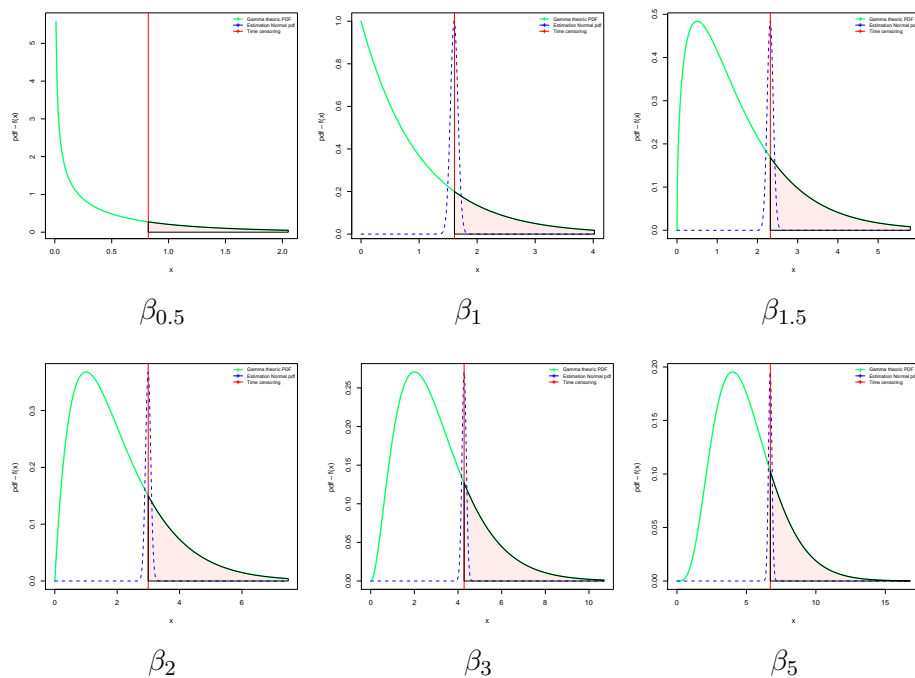 Gamma theoric PDF
Estimation Normal pdf
Time censoring
pdf − f(x)
0 1 2 3 4 5
0.0 0.5 1.0 1.5 2.0
x
β0.5
Gamma theoric PDF
Estimation Normal pdf
Time censoring
pdf − f(x)
0.0 0.2 0.4 0.6 0.8 1.0
0 1 2 3 4
x
β1
Gamma theoric PDF
Estimation Normal pdf
Time censoring
pdf − f(x)
0.0 0.1 0.2 0.3 0.4 0.5
0 1 2 3 4 5
x
β1.5
Gamma theoric PDF
Estimation Normal pdf
Time censoring
pdf − f(x)
0.0 0.1 0.2 0.3
0 2 4 6
x
β2
Gamma theoric PDF
Estimation Normal pdf
Time censoring
pdf − f(x)
0.00 0.05 0.10 0.15 0.20 0.25
0 2 4 6 8 10
x
β3
Gamma theoric PDF
Estimation Normal pdf
Time censoring
pdf − f(x)
0.00 0.05 0.10 0.15 0.20
0 5 10 15
x
β5